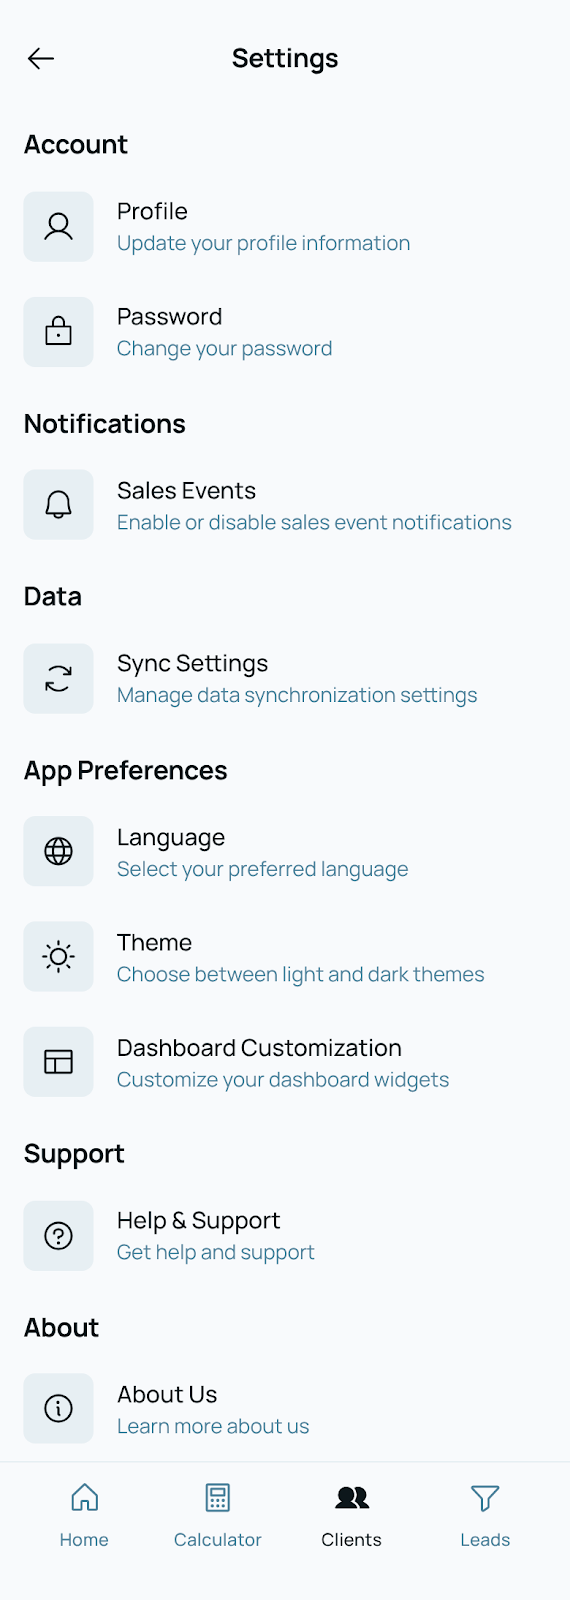 Settings
Account
Profile
Update your profile information
Password
Change your password
Notifications
Sales Events
Enable or disable sales event notifications
Data
Sync Settings
Manage data synchronization settings
App Preferences
Language
Select your preferred language
Theme
Choose between light and dark themes
Dashboard Customization
Customize your dashboard widgets
Support
Help & Support
Get help and support
About
About Us
Learn more about us
Home
Calculator
Clients
Leads